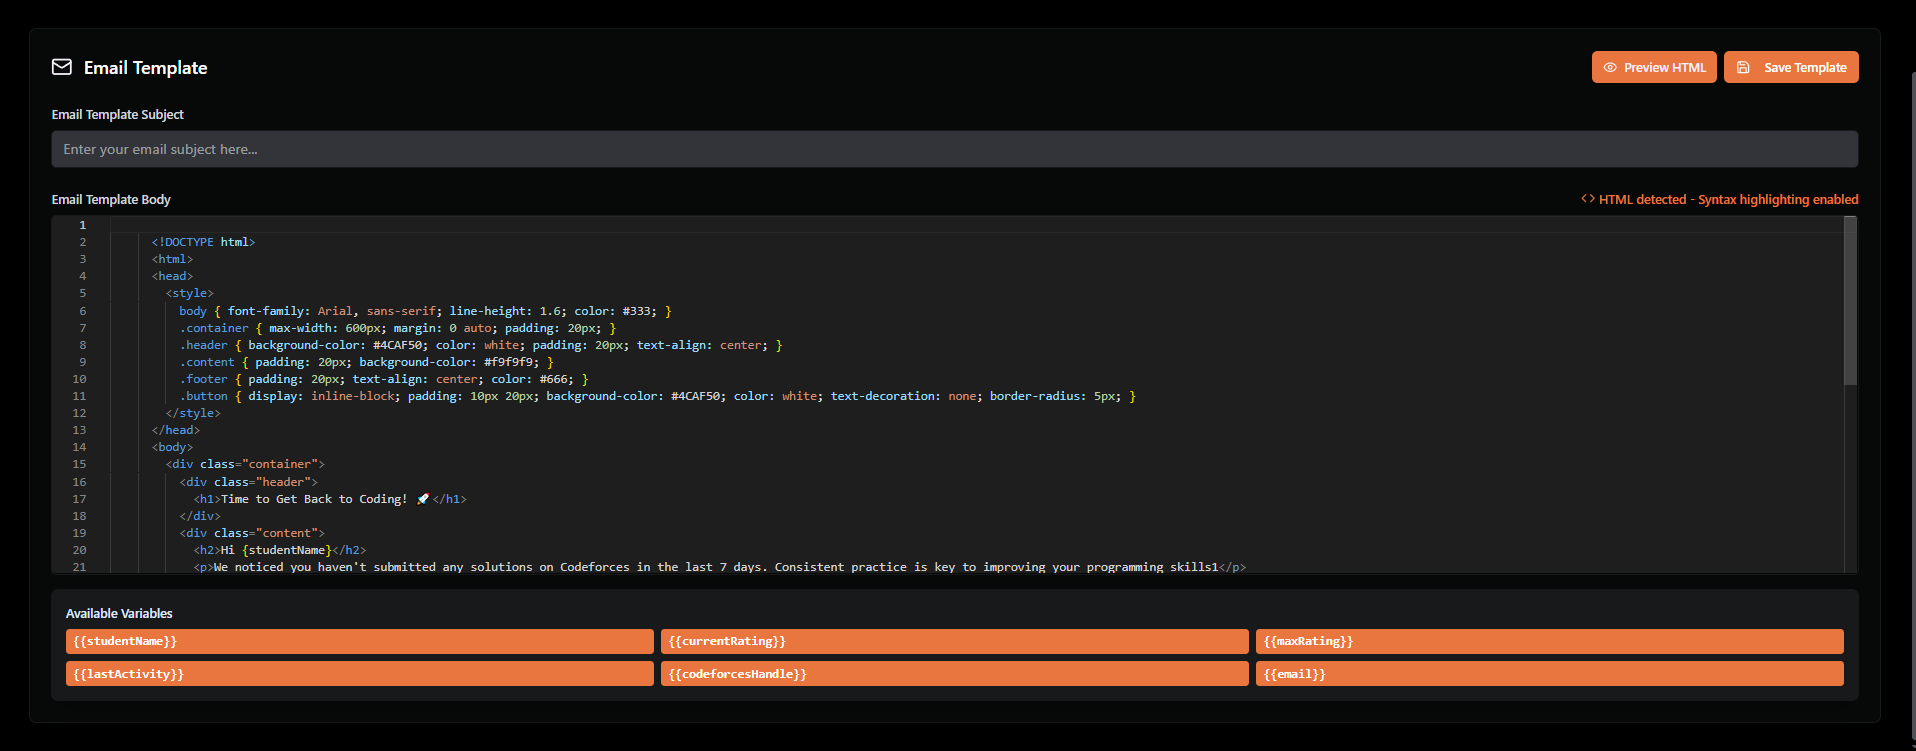 Email Template
Preview HTML
Save Template
Email Template Subject
Enter your email subject here...
Email Template Body
<> HTML detected - Syntax highlighting enabled
1
2 <!DOCTYPE html>
3 <html>
4 <head>
5 <style>
6 body { font-family: Arial, sans-serif; line-height: 1.6; color: #333; }
7 .container { max-width: 600px; margin: 0 auto; padding: 20px; }
8 .header { background-color: #4CAF50; color: white; padding: 20px; text-align: center; }
9 .content { padding: 20px; background-color: #f9f9f9; }
10 .footer { padding: 20px; text-align: center; color: #666; }
11 .button { display: inline-block; padding: 10px 20px; background-color: #4CAF50; color: white; text-decoration: none; border-radius: 5px; }
12 </style>
13 </head>
14 <body>
15 <div class="container">
16 <div class="header">
17 <h1>Time to Get Back to Coding! 🚀</h1>
18 </div>
19 <div class="content">
20 <h2>Hi {studentName}</h2>
21 <p>We noticed you haven't submitted any solutions on Codeforces in the last 7 days. Consistent practice is key to improving your programming skills1</p>
Available Variables
{{studentName}}
{{currentRating}}
{{maxRating}}
{{lastActivity}}
{{codeforcesHandle}}
{{email}}